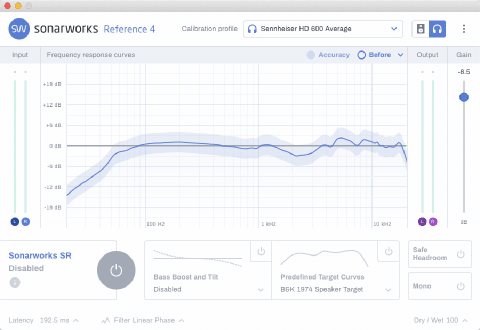 SW sonarworks Reference 4
Calibration profile
Sennheiser HD 600 Average
Input
Frequency response curves
Accuracy
Before
Output
Gain
-8.5
+18 dB
+12 dB
+6 dB
0 dB
-6 dB
-12 dB
-18 dB
L R
L R
dB
100 Hz
1 kHz
10 kHz
Sonarworks SR
Disabled
Bass Boost and Tilt
Disabled
Predefined Target Curves
B&K 1974 Speaker Target
Safe
Headroom
Mono
Latency 192.5 ms
Filter Linear Phase
Dry / Wet 100